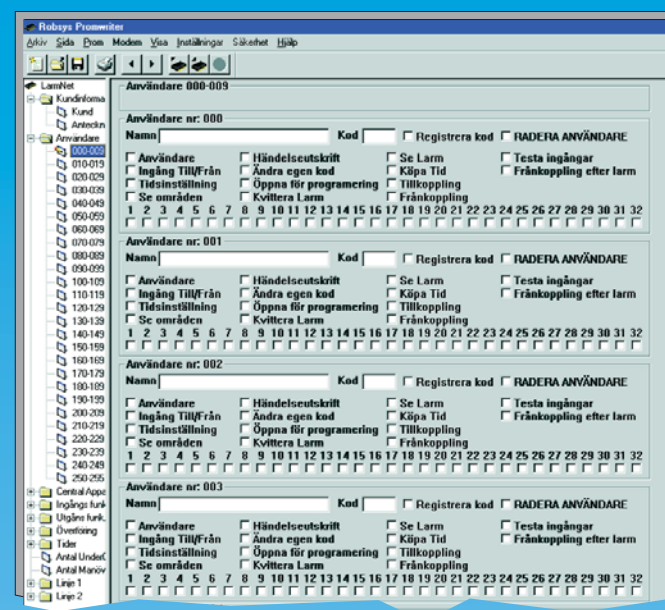 Robsys Promwriter
Arkiv Sida Prom Modem Visa Inställningar Säkerhet Hjälp
LarmNet
Kundinforma
Kund
Anteckn
Användare
000-009
010-019
020-029
030-039
040-049
050-059
060-069
070-079
080-089
090-099
100-109
110-119
120-129
130-139
140-149
150-159
160-169
170-179
180-189
190-199
200-209
210-219
220-229
230-239
240-249
250-255
Central Appa
Ingångs funk
Utgåns funk.
Överföring
Tider
Antal Under
Antal Manöv
Linje 1
Linje 2
Användare 000-009
Användare nr: 000
Namn Kod Registrera kod RADERA ANVÄNDARE
Användare Händelseutskrift Se Larm Testa ingångar
Ingång Till/Från Ändra egen kod Köpa Tid Frånkoppling efter larm
Tidsinställning Öppna för programering Tillkoppling
Se områden Kvittera Larm Frånkoppling
1 2 3 4 5 6 7 8 9 10 11 12 13 14 15 16 17 18 19 20 21 22 23 24 25 26 27 28 29 30 31 32
Användare nr: 001
Namn Kod Registrera kod RADERA ANVÄNDARE
Användare Händelseutskrift Se Larm Testa ingångar
Ingång Till/Från Ändra egen kod Köpa Tid Frånkoppling efter larm
Tidsinställning Öppna för programering Tillkoppling
Se områden Kvittera Larm Frånkoppling
1 2 3 4 5 6 7 8 9 10 11 12 13 14 15 16 17 18 19 20 21 22 23 24 25 26 27 28 29 30 31 32
Användare nr: 002
Namn Kod Registrera kod RADERA ANVÄNDARE
Användare Händelseutskrift Se Larm Testa ingångar
Ingång Till/Från Ändra egen kod Köpa Tid Frånkoppling efter larm
Tidsinställning Öppna för programering Tillkoppling
Se områden Kvittera Larm Frånkoppling
1 2 3 4 5 6 7 8 9 10 11 12 13 14 15 16 17 18 19 20 21 22 23 24 25 26 27 28 29 30 31 32
Användare nr: 003
Namn Kod Registrera kod RADERA ANVÄNDARE
Användare Händelseutskrift Se Larm Testa ingångar
Ingång Till/Från Ändra egen kod Köpa Tid Frånkoppling efter larm
Tidsinställning Öppna för programering Tillkoppling
Se områden Kvittera Larm Frånkoppling
1 2 3 4 5 6 7 8 9 10 11 12 13 14 15 16 17 18 19 20 21 22 23 24 25 26 27 28 29 30 31 32